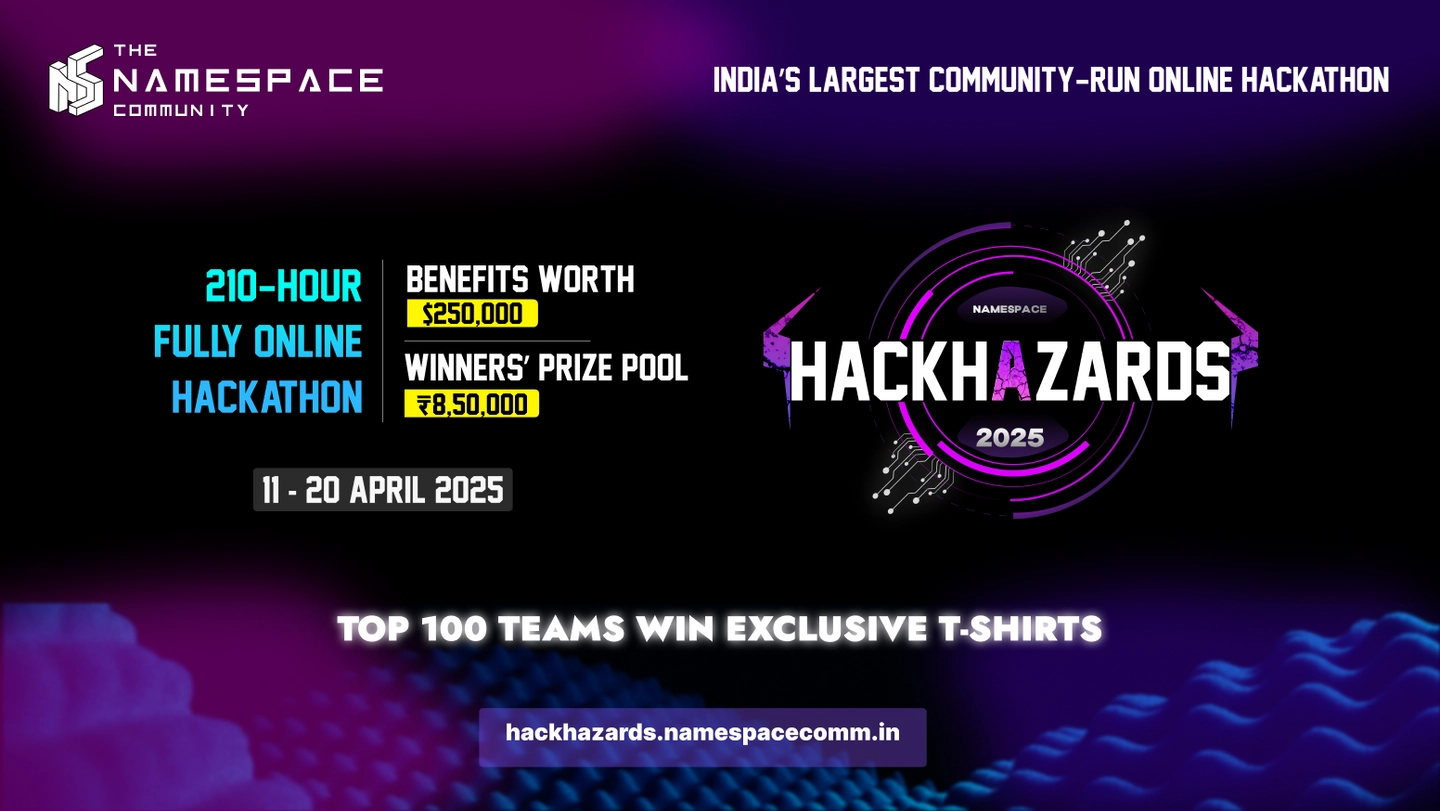 THE
NAMESPACE
COMMUNITY
INDIA'S LARGEST COMMUNITY-RUN ONLINE HACKATHON
210-HOUR
FULLY ONLINE
HACKATHON
BENEFITS WORTH
$250,000
WINNERS' PRIZE POOL
₹8,50,000
11 - 20 APRIL 2025
NAMESPACE
HACKHAZARDS
2025
TOP 100 TEAMS WIN EXCLUSIVE T-SHIRTS
hackhazards.namespacecomm.in